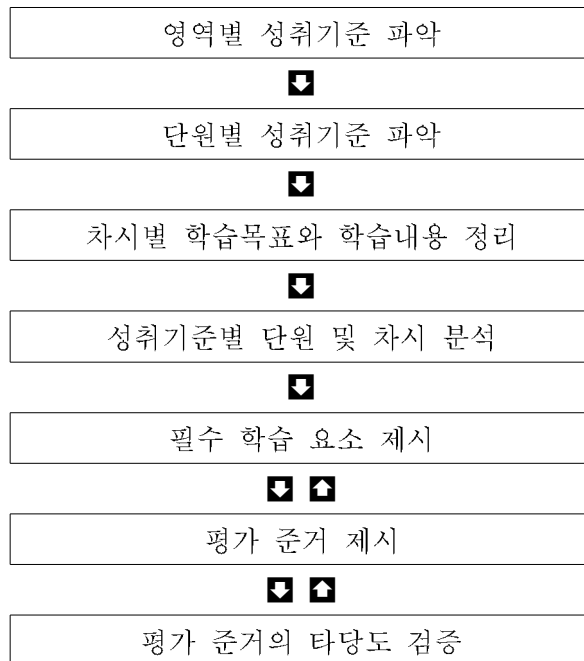 영역별 성취기준 파악
단원별 성취기준 파악
차시별 학습목표와 학습내용 정리
성취기준별 단원 및 차시 분석
필수 학습 요소 제시
평가 준거 제시
평가 준거의 타당도 검증